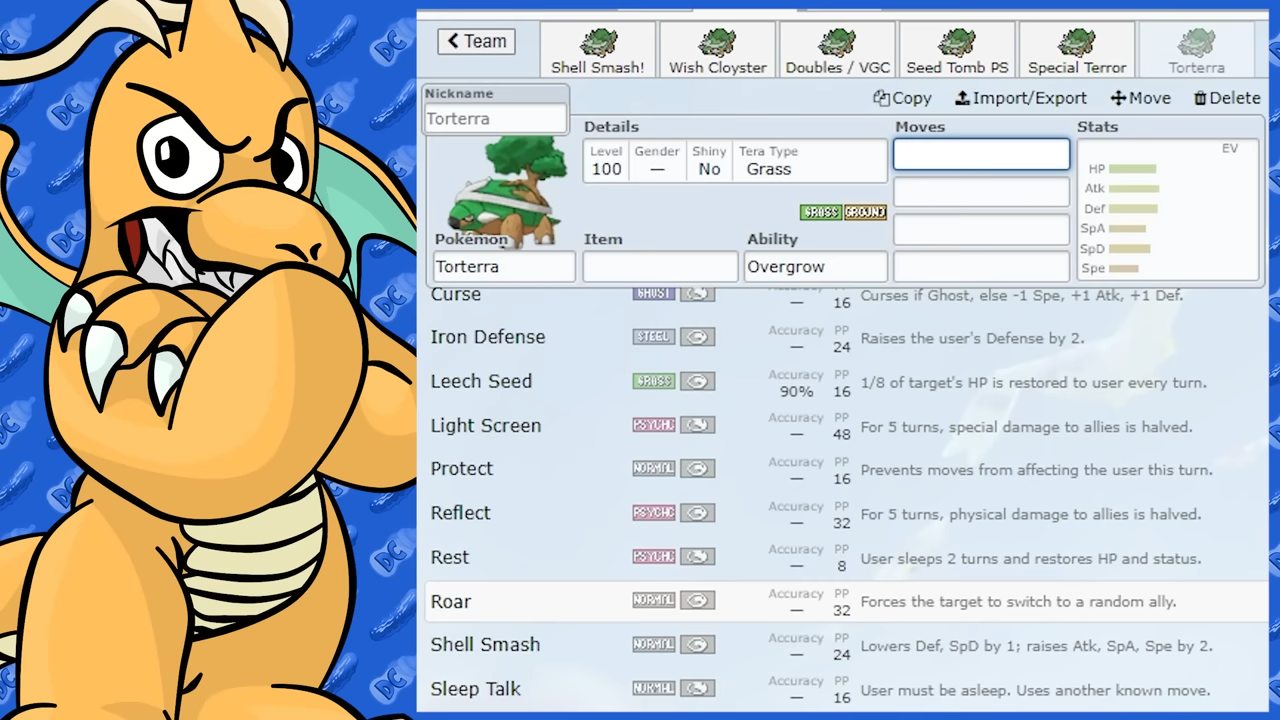 Team
Shell Smash!
Wish Cloyster
Doubles / VGC
Seed Tomb PS
Special Terror
Torterra
Nickname
Torterra
Copy
Import/Export
Move
Delete
Details
Moves
Stats
Level
Gender
Shiny
Tera Type
100
—
No
Grass
EV
HP
Atk
Def
SpA
SpD
Spe
GRASS GROUND
Pokémon
Item
Ability
Torterra
Overgrow
Curse GHOST Accuracy — PP 16 Curses if Ghost, else -1 Spe, +1 Atk, +1 Def.
Iron Defense STEEL Accuracy — PP 24 Raises the user's Defense by 2.
Leech Seed GRASS Accuracy 90% PP 16 1/8 of target's HP is restored to user every turn.
Light Screen PSYCHC Accuracy — PP 48 For 5 turns, special damage to allies is halved.
Protect NORMAL Accuracy — PP 16 Prevents moves from affecting the user this turn.
Reflect PSYCHC Accuracy — PP 32 For 5 turns, physical damage to allies is halved.
Rest PSYCHC Accuracy — PP 8 User sleeps 2 turns and restores HP and status.
Roar NORMAL Accuracy — PP 32 Forces the target to switch to a random ally.
Shell Smash NORMAL Accuracy — PP 24 Lowers Def, SpD by 1; raises Atk, SpA, Spe by 2.
Sleep Talk NORMAL Accuracy — PP 16 User must be asleep. Uses another known move.
DC